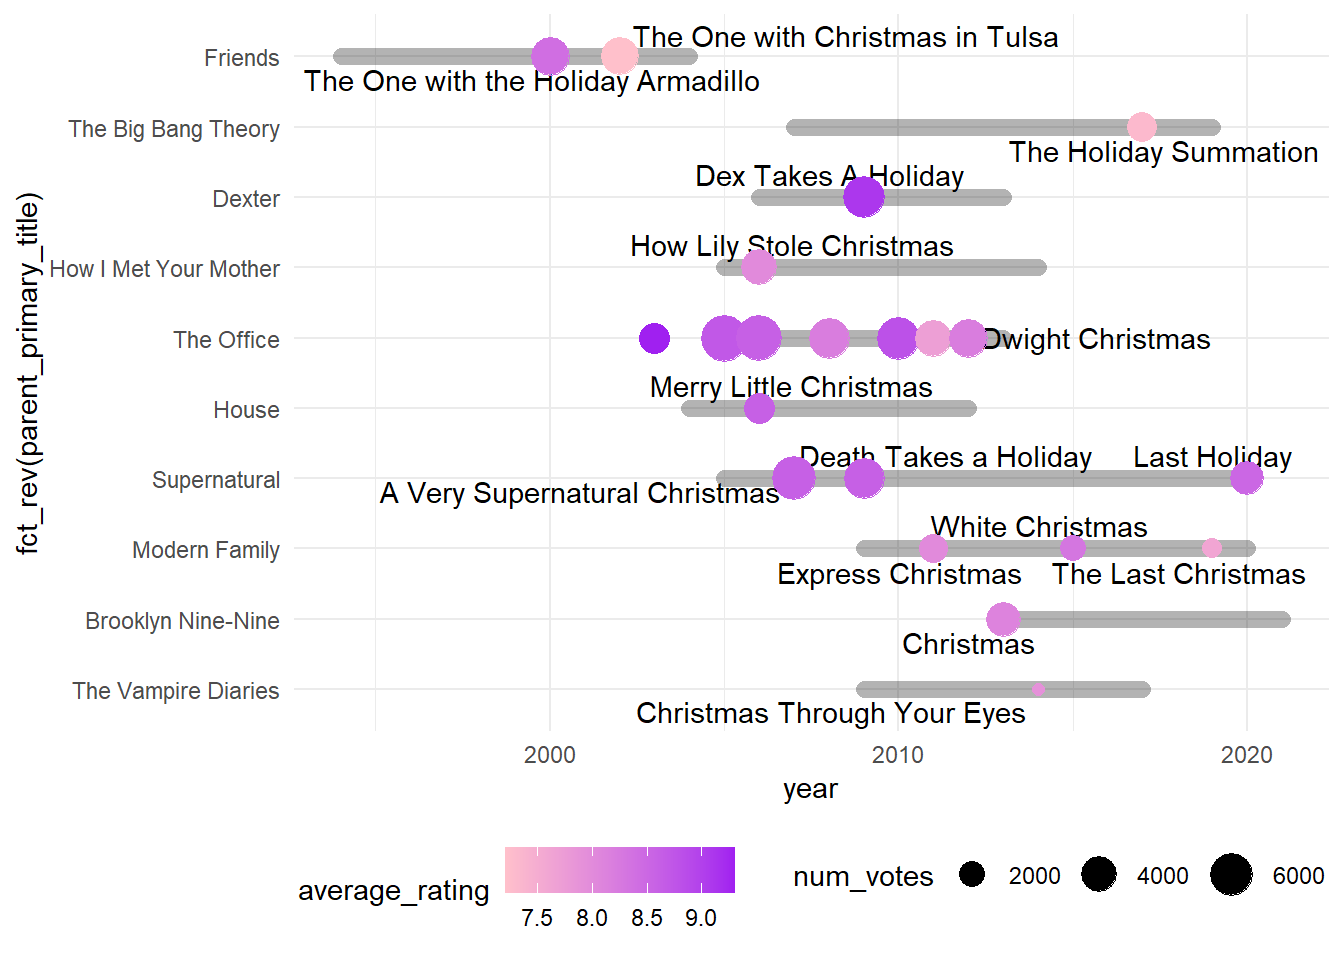 The One with Christmas in Tulsa
Friends
The One with the Holiday Armadillo
The Big Bang Theory
The Holiday Summation
Dex Takes A Holiday
Dexter
How Lily Stole Christmas
How I Met Your Mother
The Office
Dwight Christmas
Merry Little Christmas
House
Death Takes a Holiday
Last Holiday
Supernatural
A Very Supernatural Christmas
White Christmas
Modern Family
Express Christmas
The Last Christmas
Brooklyn Nine-Nine
Christmas
The Vampire Diaries
Christmas Through Your Eyes
fct_rev(parent_primary_title)
2000 2010 2020
year
average_rating
7.5 8.0 8.5 9.0
num_votes 2000 4000 6000